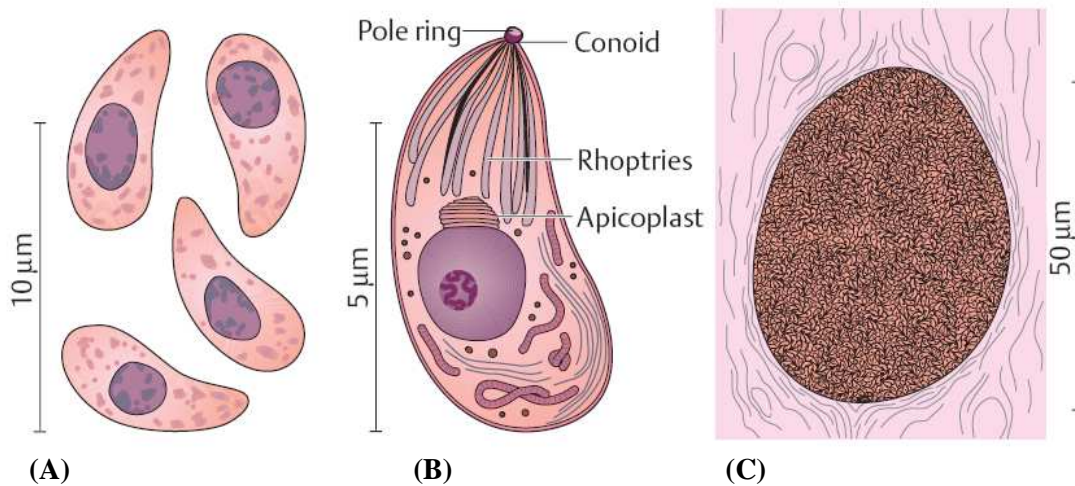 Pole ring
Conoid
Rhoptries
Apicoplast
10 µm
5 µm
50 µm
(A)
(B)
(C)